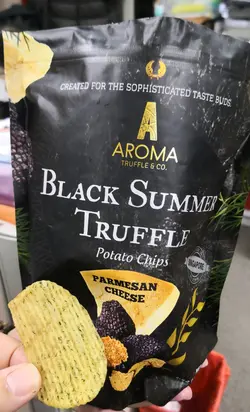 CREATED FOR THE SOPHISTICATED TASTE BUDS
AROMA
TRUFFLE & CO.
BLACK SUMMER
TRUFFLE
Potato Chips
PARMESAN
CHEESE